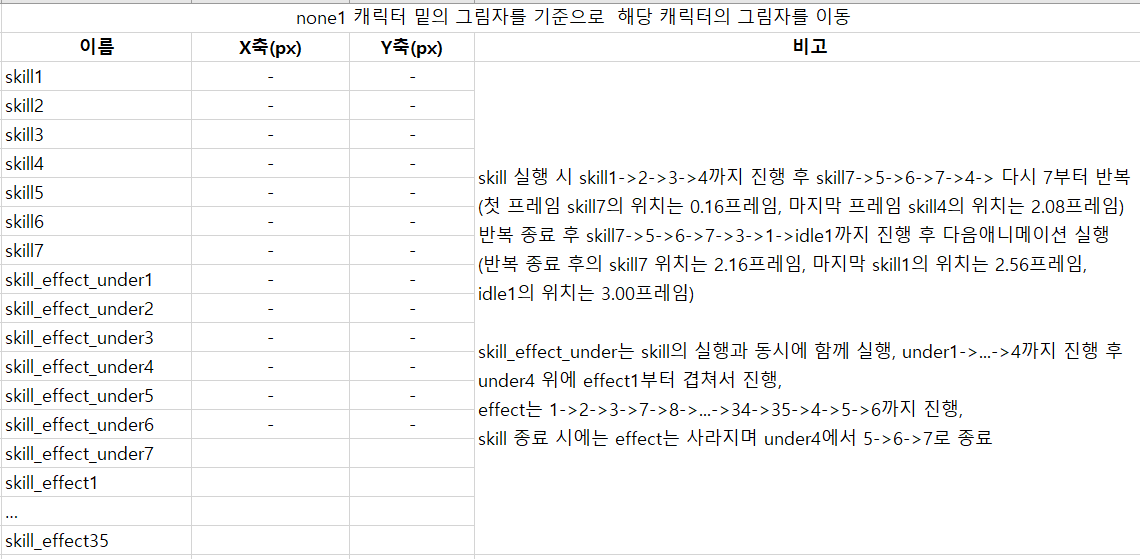 none1 캐릭터 밑의 그림자를 기준으로  해당 캐릭터의 그림자를 이동
이름 X축(px) Y축(px) 비고
skill1 - -
skill2 - -
skill3 - -
skill4 - -
skill5 - -
skill6 - -
skill7 - -
skill_effect_under1 - -
skill_effect_under2 - -
skill_effect_under3 - -
skill_effect_under4 - -
skill_effect_under5 - -
skill_effect_under6 - -
skill_effect_under7
skill_effect1
...
skill_effect35
skill 실행 시 skill1->2->3->4까지 진행 후 skill7->5->6->7->4-> 다시 7부터 반복
(첫 프레임 skill7의 위치는 0.16프레임, 마지막 프레임 skill4의 위치는 2.08프레임)
반복 종료 후 skill7->5->6->7->3->1->idle1까지 진행 후 다음애니메이션 실행
(반복 종료 후의 skill7 위치는 2.16프레임, 마지막 skill1의 위치는 2.56프레임,
idle1의 위치는 3.00프레임)
skill_effect_under는 skill의 실행과 동시에 함께 실행, under1->...->4까지 진행 후
under4 위에 effect1부터 겹쳐서 진행,
effect는 1->2->3->7->8->...->34->35->4->5->6까지 진행,
skill 종료 시에는 effect는 사라지며 under4에서 5->6->7로 종료